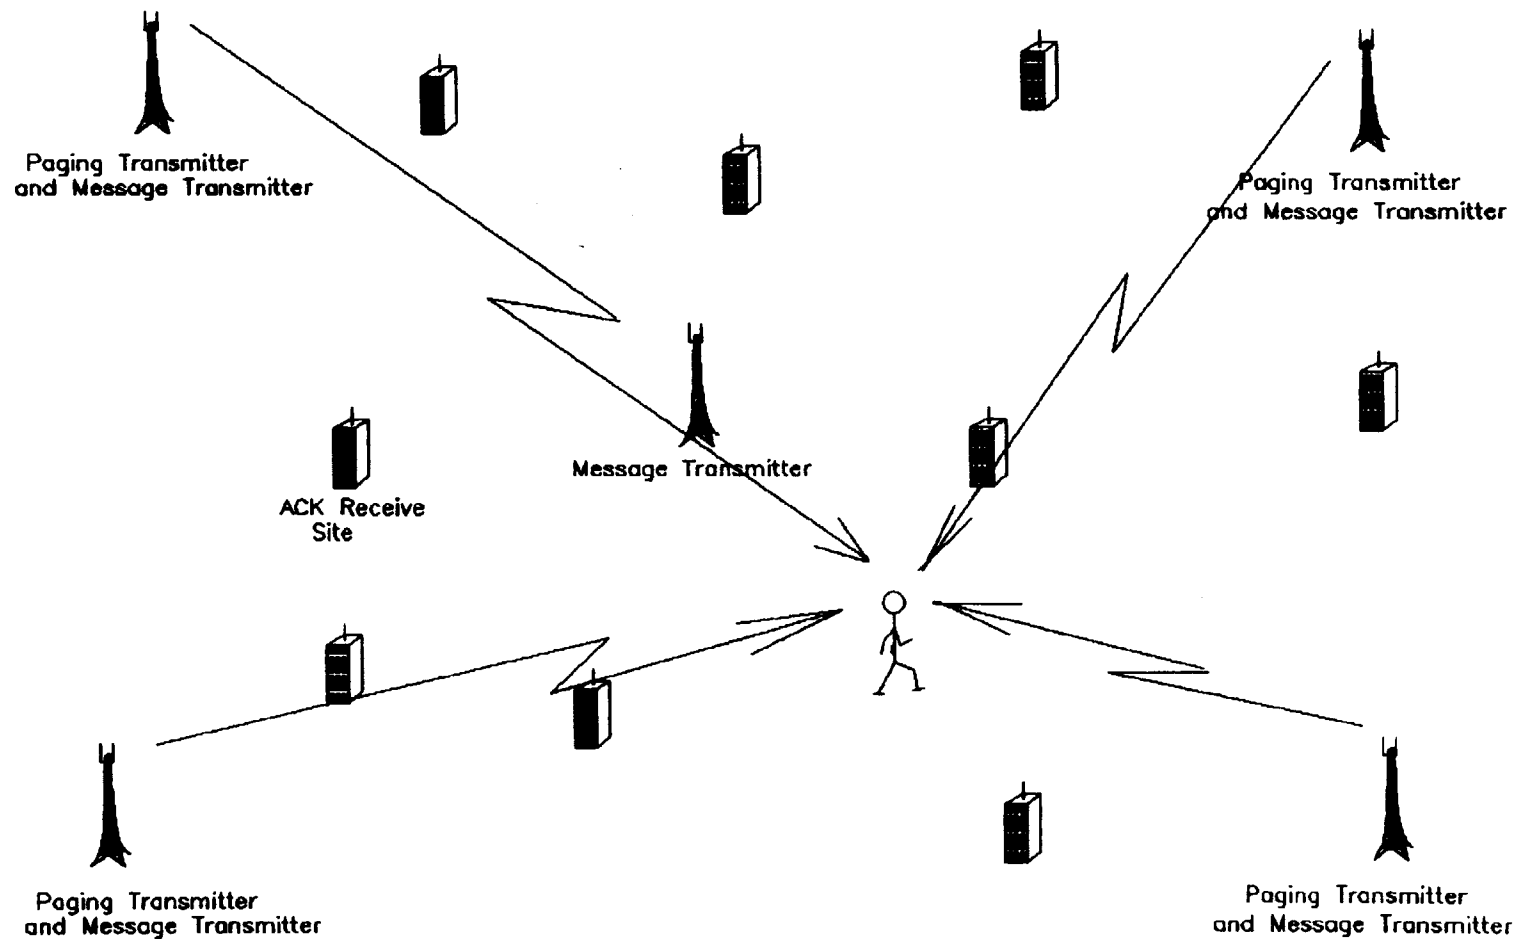 Paging Transmitter
and Message Transmitter
Paging Transmitter
and Message Transmitter
Message Transmitter
ACK Receive
Site
Paging Transmitter
and Message Transmitter
Paging Transmitter
and Message Transmitter